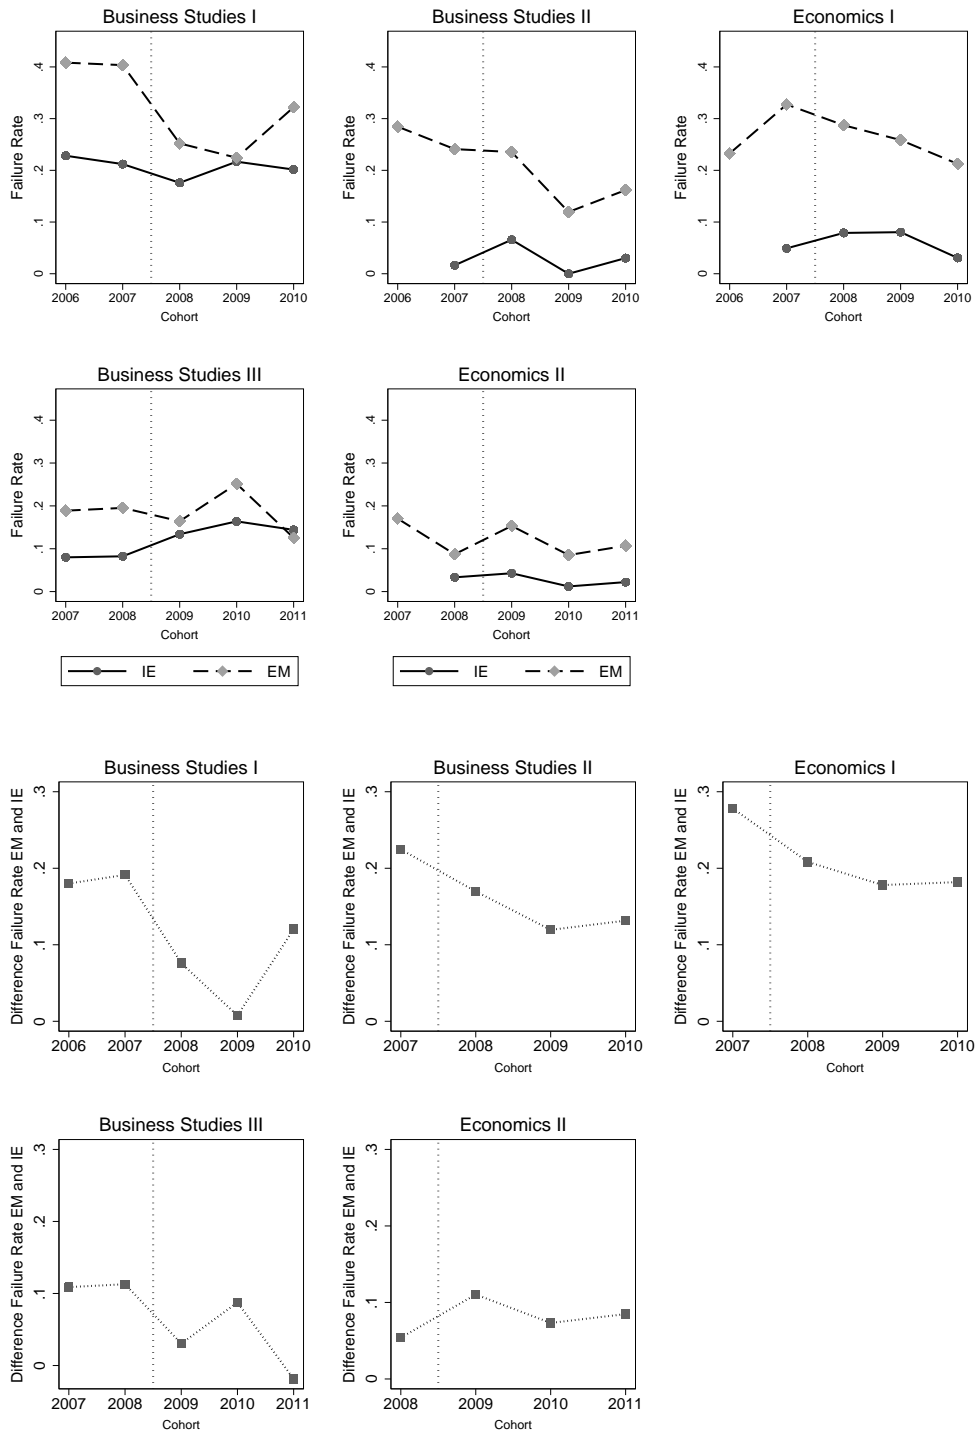 Business Studies I
Failure Rate
.4
.3
.2
.1
0
2006 2007 2008 2009 2010
Cohort
Business Studies II
Failure Rate
.4
.3
.2
.1
0
2006 2007 2008 2009 2010
Cohort
Economics I
Failure Rate
.4
.3
.2
.1
0
2006 2007 2008 2009 2010
Cohort
Business Studies III
Failure Rate
.4
.3
.2
.1
0
2007 2008 2009 2010 2011
Cohort
IE EM
Economics II
Failure Rate
.4
.3
.2
.1
0
2007 2008 2009 2010 2011
Cohort
IE EM
Business Studies I
Difference Failure Rate EM and IE
.3
.2
.1
0
2006 2007 2008 2009 2010
Cohort
Business Studies II
Difference Failure Rate EM and IE
.3
.2
.1
0
2007 2008 2009 2010
Cohort
Economics I
Difference Failure Rate EM and IE
.3
.2
.1
0
2007 2008 2009 2010
Cohort
Business Studies III
Difference Failure Rate EM and IE
.3
.2
.1
0
2007 2008 2009 2010 2011
Cohort
Economics II
Difference Failure Rate EM and IE
.3
.2
.1
0
2008 2009 2010 2011
Cohort